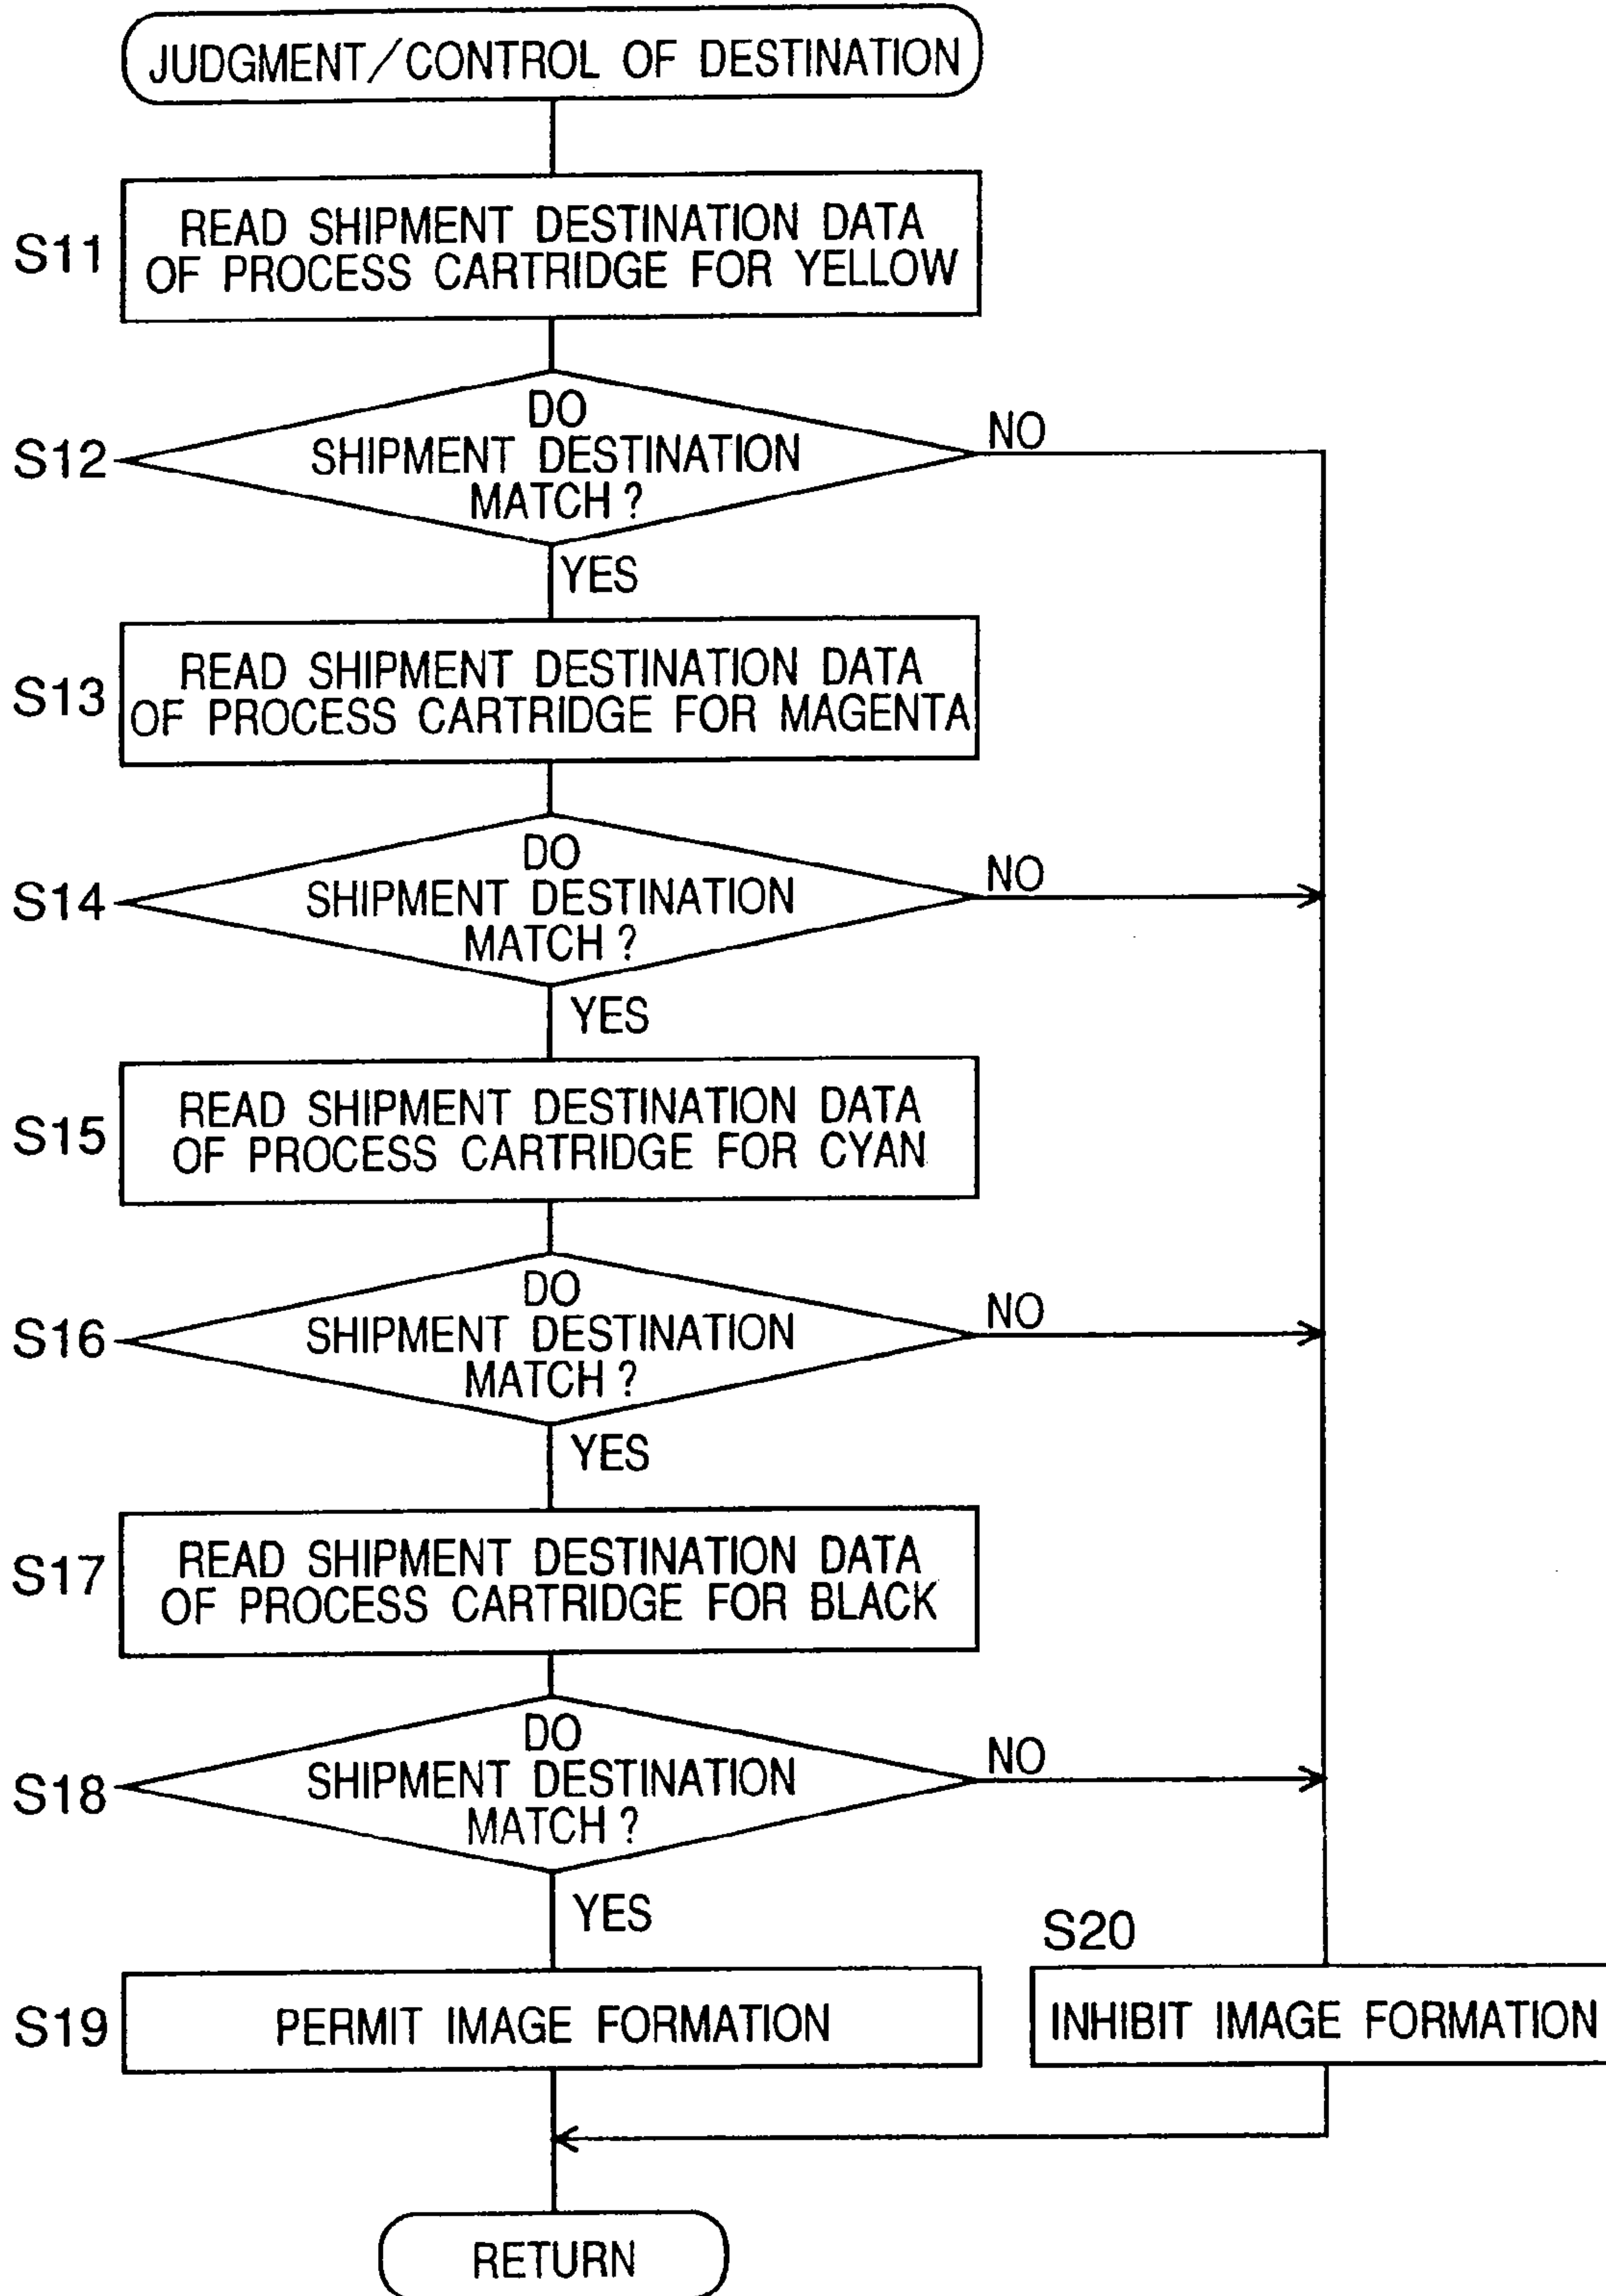 JUDGMENT/CONTROL OF DESTINATION
S11
READ SHIPMENT DESTINATION DATA
OF PROCESS CARTRIDGE FOR YELLOW
S12
DO
SHIPMENT DESTINATION
MATCH?
NO
YES
S13
READ SHIPMENT DESTINATION DATA
OF PROCESS CARTRIDGE FOR MAGENTA
S14
DO
SHIPMENT DESTINATION
MATCH?
NO
YES
S15
READ SHIPMENT DESTINATION DATA
OF PROCESS CARTRIDGE FOR CYAN
S16
DO
SHIPMENT DESTINATION
MATCH?
NO
YES
S17
READ SHIPMENT DESTINATION DATA
OF PROCESS CARTRIDGE FOR BLACK
S18
DO
SHIPMENT DESTINATION
MATCH?
NO
YES
S19
PERMIT IMAGE FORMATION
S20
INHIBIT IMAGE FORMATION
RETURN